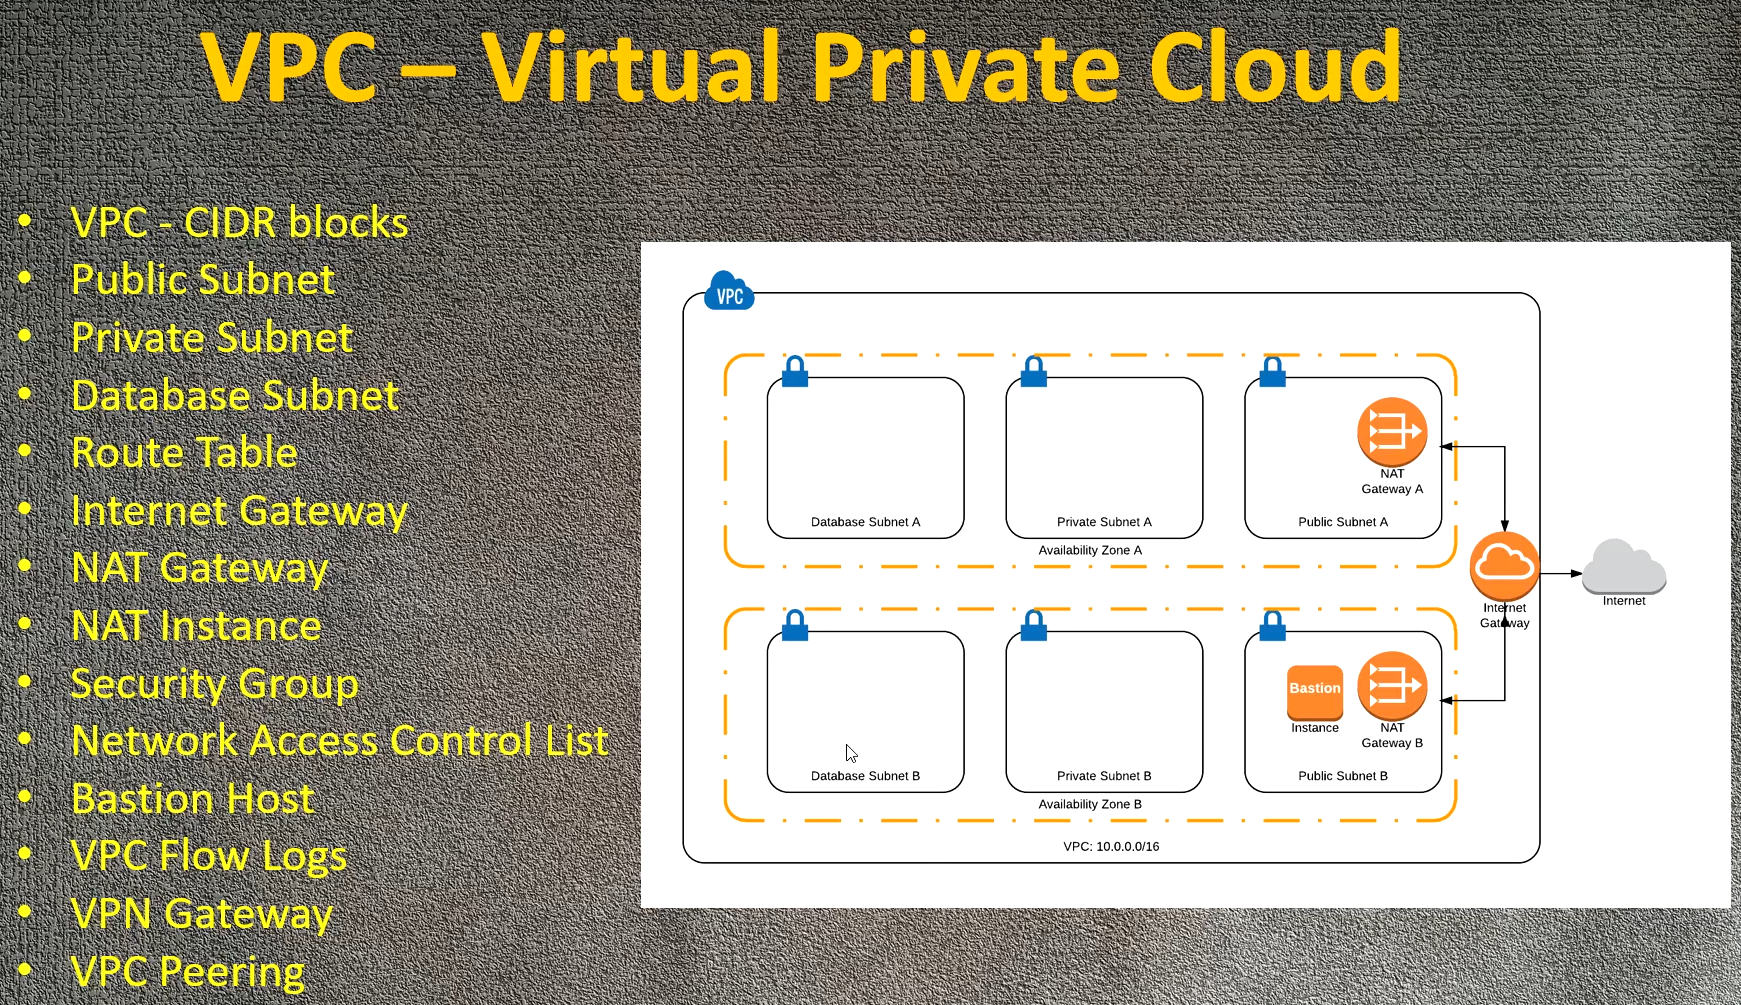 VPC – Virtual Private Cloud
• VPC - CIDR blocks
• Public Subnet
• Private Subnet
• Database Subnet
• Route Table
• Internet Gateway
• NAT Gateway
• NAT Instance
• Security Group
• Network Access Control List
• Bastion Host
• VPC Flow Logs
• VPN Gateway
• VPC Peering
VPC
NAT
Gateway A
Database Subnet A
Private Subnet A
Public Subnet A
Availability Zone A
Internet
Gateway
Internet
Bastion
Instance
NAT
Gateway B
Database Subnet B
Private Subnet B
Public Subnet B
Availability Zone B
VPC: 10.0.0.0/16